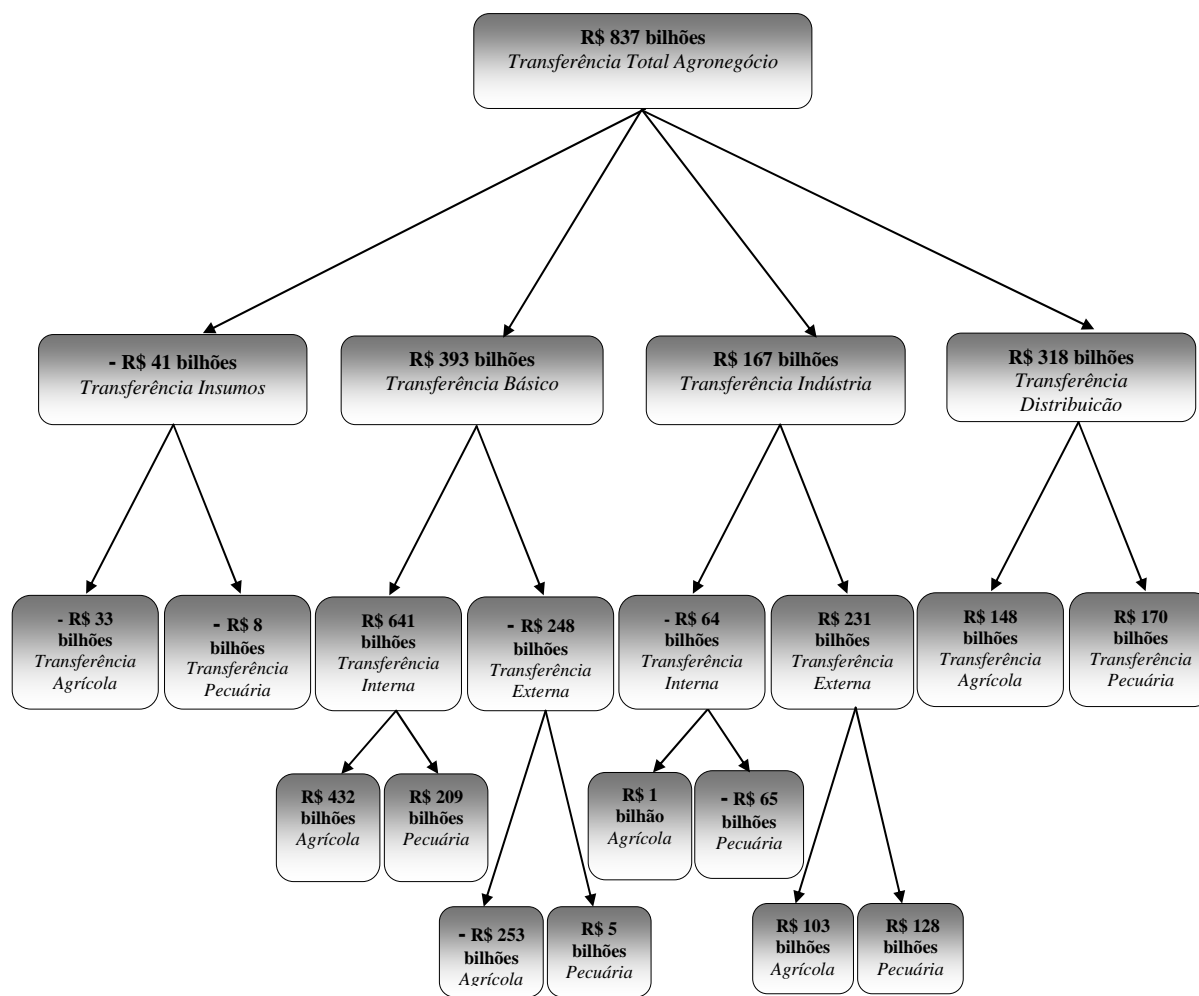 R$ 837 bilhões
Transferência Total Agronegócio
- R$ 41 bilhões
Transferência Insumos
R$ 393 bilhões
Transferência Básico
R$ 167 bilhões
Transferência Indústria
R$ 318 bilhões
Transferência
Distribuicão
- R$ 33
bilhões
Transferência
Agrícola
- R$ 8
bilhões
Transferência
Pecuária
R$ 641
bilhões
Transferência
Interna
- R$ 248
bilhões
Transferência
Externa
- R$ 64
bilhões
Transferência
Interna
R$ 231
bilhões
Transferência
Externa
R$ 148
bilhões
Transferência
Agrícola
R$ 170
bilhões
Transferência
Pecuária
R$ 432
bilhões
Agrícola
R$ 209
bilhões
Pecuária
R$ 1
bilhão
Agrícola
- R$ 65
bilhões
Pecuária
- R$ 253
bilhões
Agrícola
R$ 5
bilhões
Pecuária
R$ 103
bilhões
Agrícola
R$ 128
bilhões
Pecuária